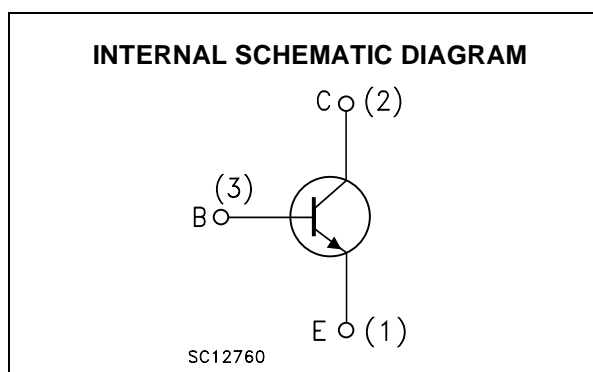 INTERNAL SCHEMATIC DIAGRAM
C (2)
(3)
B
E (1)
SC12760